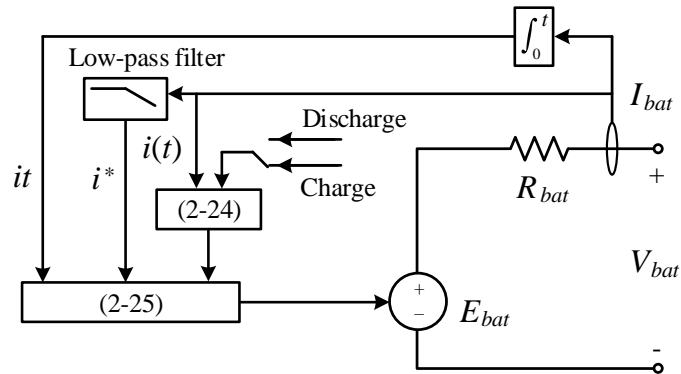 ∫₀ᵗ
Low-pass filter
I_bat
Discharge
i(t)
it
i*
Charge
R_bat
+
(2-24)
V_bat
(2-25)
+
−
E_bat
-